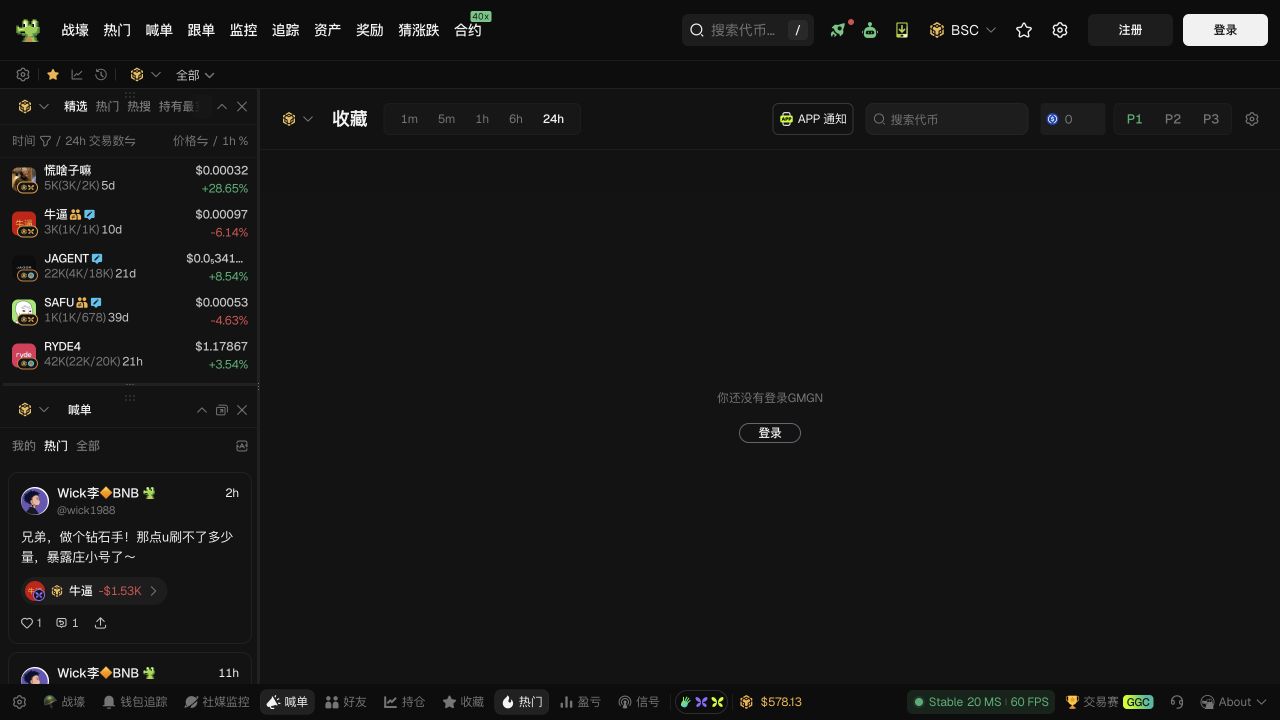 战壕 热门 喊单 跟单 监控 追踪 资产 奖励 猜涨跌 合约 40x 搜索代币... / BSC 注册 登录
全部
精选 热门 热搜 持有最
时间 / 24h 交易数 价格 / 1h %
慌啥子嘛 $0.00032
5K(3K/2K) 5d +28.65%
牛逼 $0.00097
3K(1K/1K) 10d -6.14%
JAGENT $0.0₅341...
22K(4K/18K) 21d +8.54%
SAFU $0.00053
1K(1K/678) 39d -4.63%
RYDE4 $1.17867
42K(22K/20K) 21h +3.54%
喊单
我的 热门 全部
Wick李🔶BNB 2h
@wick1988
兄弟，做个钻石手！那点u刷不了多少
量，暴露庄小号了～
牛逼 -$1.53K
1 1
Wick李🔶BNB 11h
收藏 1m 5m 1h 6h 24h APP 通知 搜索代币 0 P1 P2 P3
你还没有登录GMGN
登录
战壕 钱包追踪 社媒监控 喊单 好友 持仓 收藏 热门 盈亏 信号 $578.13 Stable 20 MS 60 FPS 交易赛 GGC About